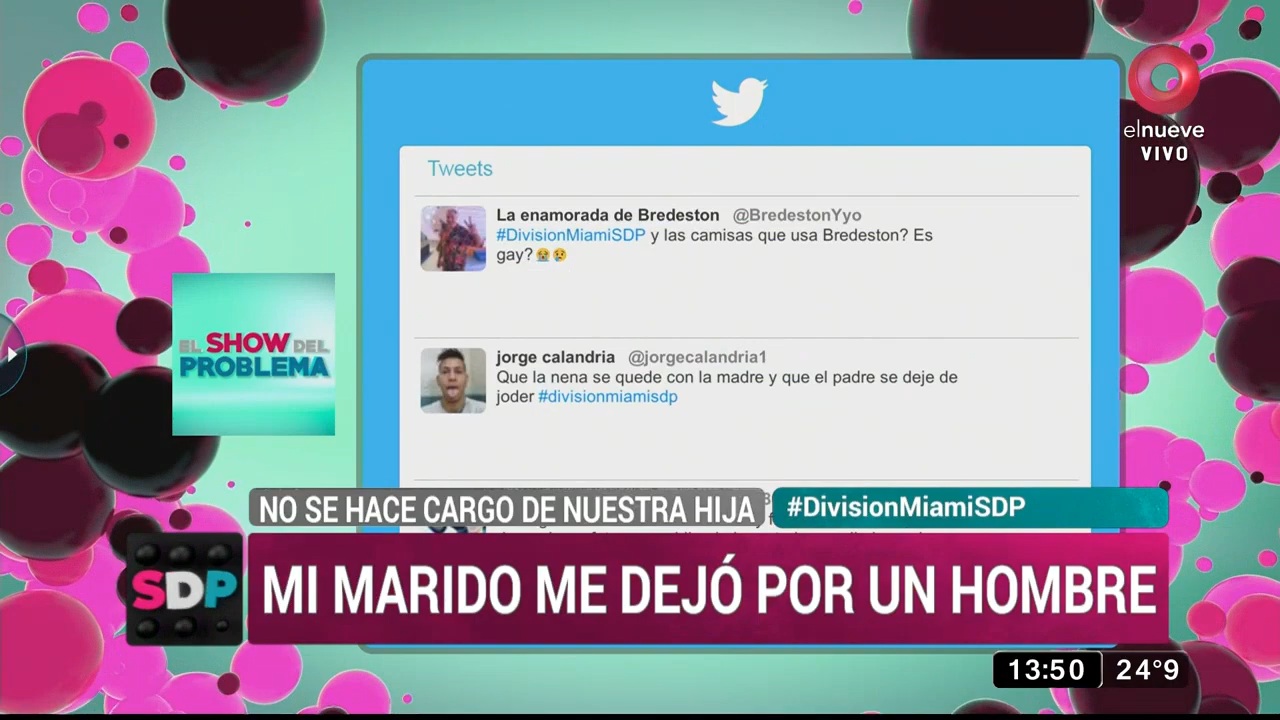 elnueve
VIVO
Tweets
La enamorada de Bredeston @BredestonYyo
#DivisionMiamiSDP y las camisas que usa Bredeston? Es
gay?😭😢
EL SHOW DEL
PROBLEMA
jorge calandria @jorgecalandria1
Que la nena se quede con la madre y que el padre se deje de
joder #divisionmiamisdp
NO SE HACE CARGO DE NUESTRA HIJA
#DivisionMiamiSDP
SDP
MI MARIDO ME DEJÓ POR UN HOMBRE
13:50 24°9